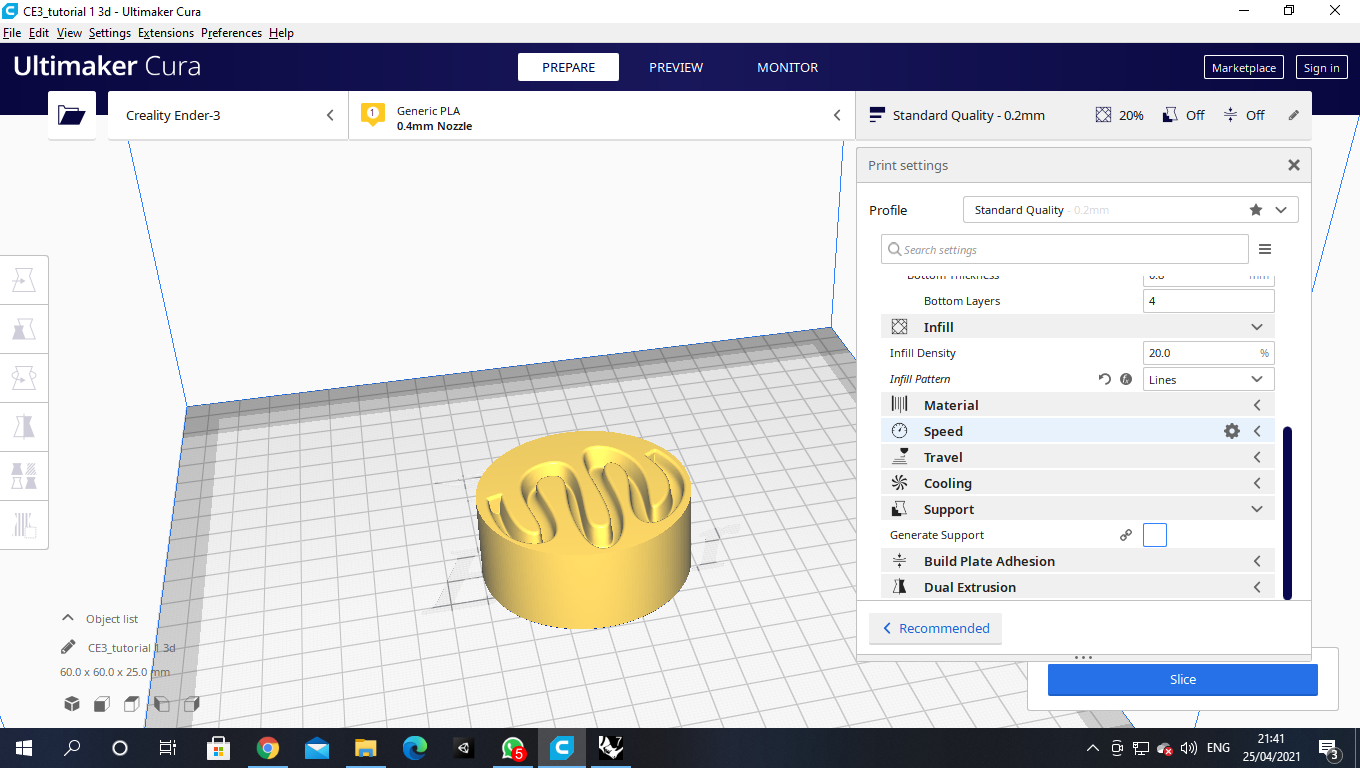 CE3_tutorial 1 3d - Ultimaker Cura
File Edit View Settings Extensions Preferences Help
Ultimaker Cura
PREPARE PREVIEW MONITOR
Marketplace Sign in
Creality Ender-3
1 Generic PLA
0.4mm Nozzle
Standard Quality - 0.2mm 20% Off Off
Print settings
Profile Standard Quality - 0.2mm
Search settings
Bottom Thickness 0.8 mm
Bottom Layers 4
Infill
Infill Density 20.0 %
Infill Pattern Lines
Material
Speed
Travel
Cooling
Support
Generate Support
Build Plate Adhesion
Dual Extrusion
Recommended
Slice
Object list
CE3_tutorial 1 3d
60.0 x 60.0 x 25.0 mm
5
7
ENG
21:41
25/04/2021
3